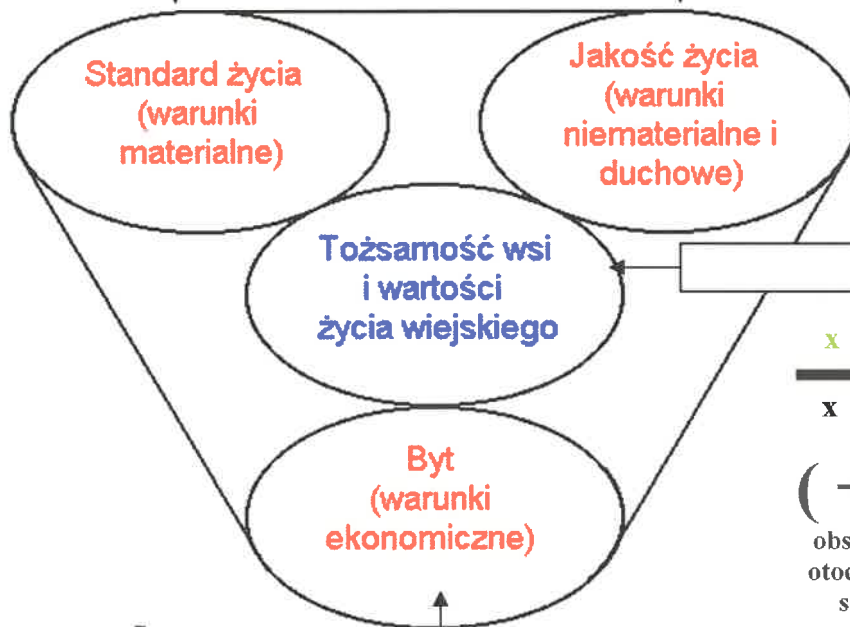 Standard życia
(warunki
materialne)
Jakość życia
(warunki
niematerialne i
duchowe)
Tożsamość wsi
i wartości
życia wiejskiego
x
x
Byt
(warunki
ekonomiczne)
(